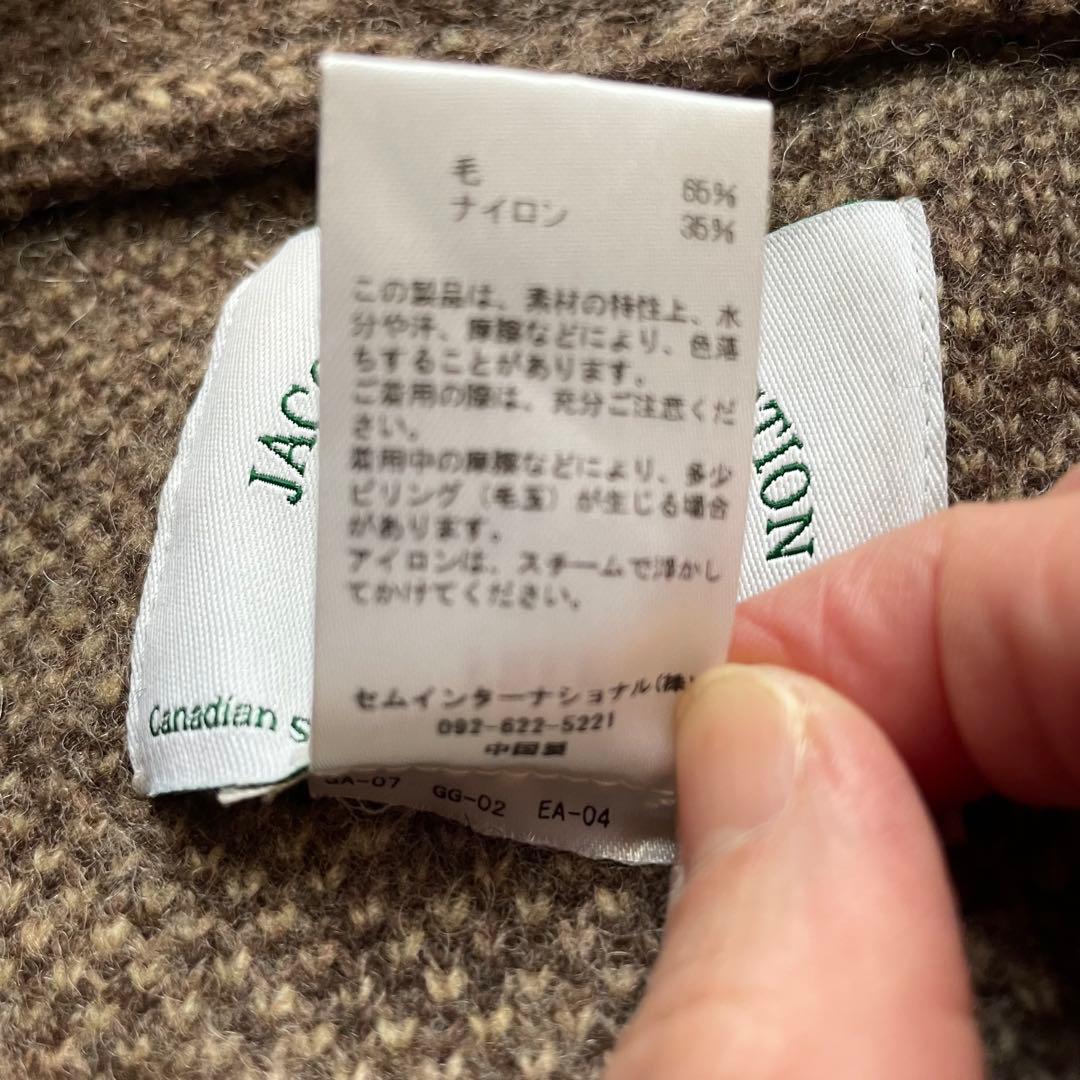 毛 65%
ナイロン 35%
この製品は、素材の特性上、水
分や汗、摩擦などにより、色落
ちすることがあります。
ご着用の際は、充分ご注意くだ
さい。
着用中の摩擦などにより、多少
ピリング（毛玉）が生じる場合
があります。
アイロンは、スチームで浮かし
てかけてください。
セムインターナショナル(株)
092-622-5221
中国製
GA-07 GG-02 EA-04
JAC
TION
Canadian s